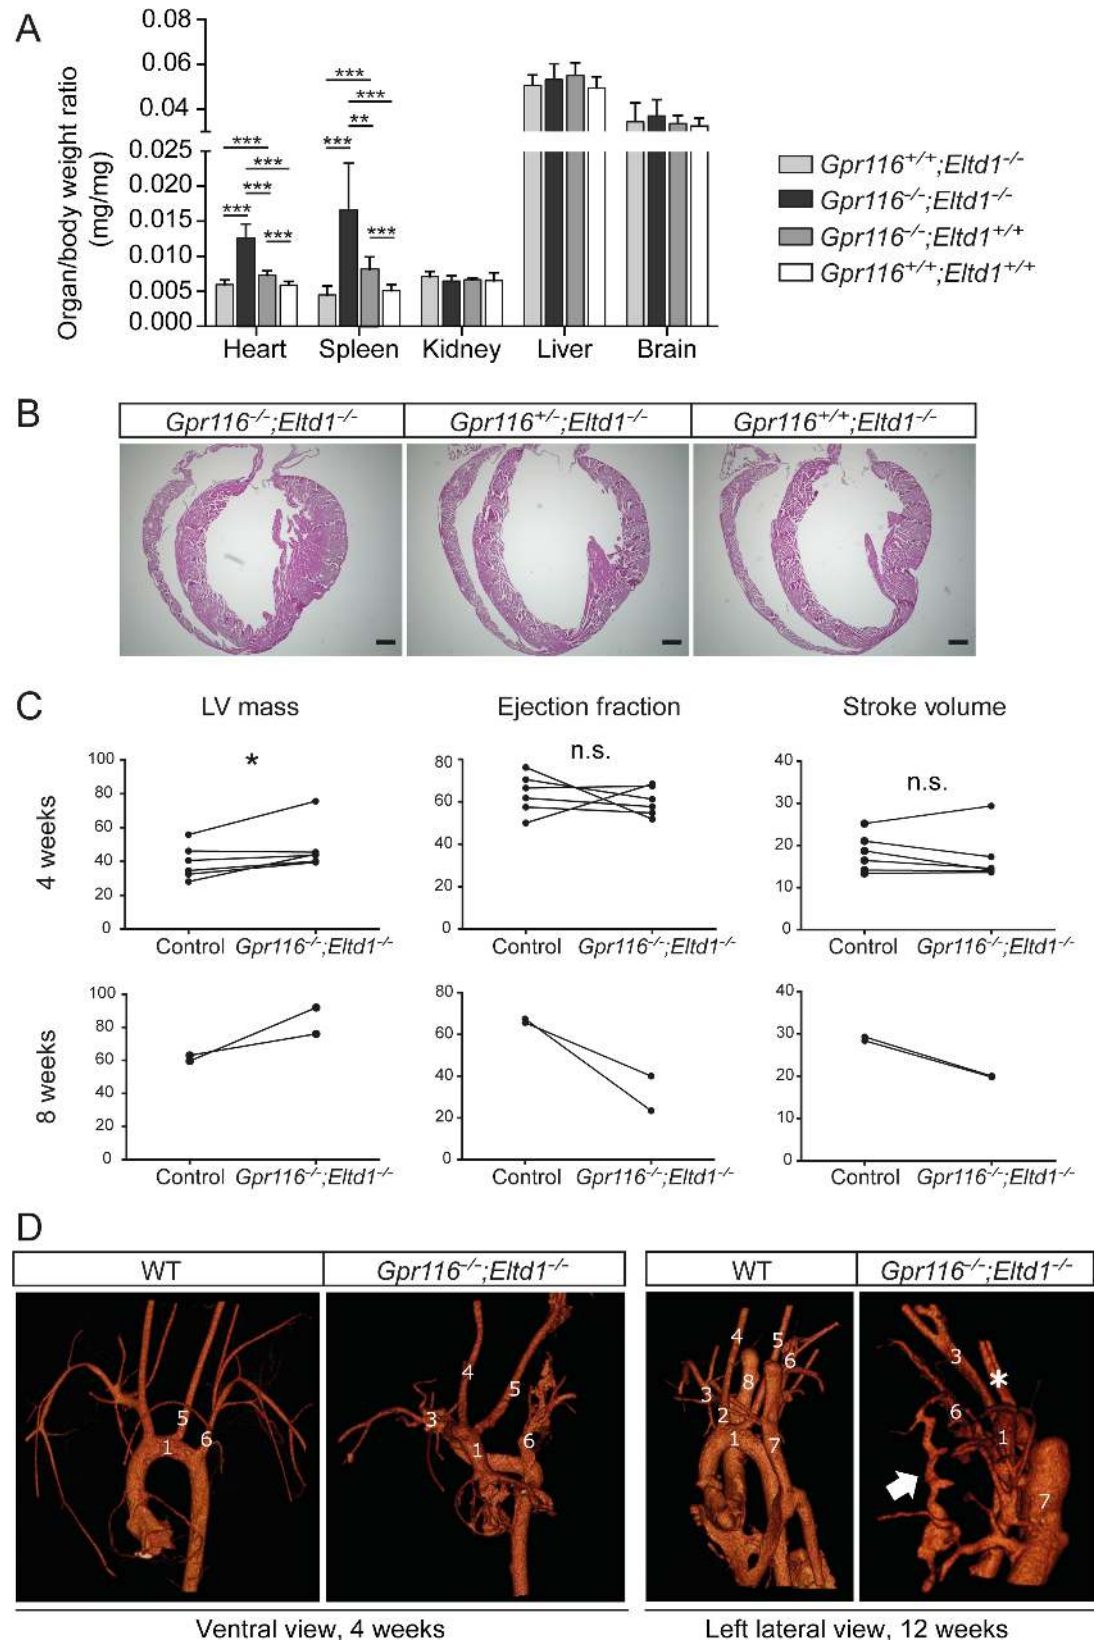 A
Organ/body weight ratio
(mg/mg)
0.08
0.06
0.04
0.025
0.020
0.015
0.010
0.005
0.000
*** *** *** *** ***
*** *** ** *** ***
Heart Spleen Kidney Liver Brain
Gpr116+/+;Eltd1-/-
Gpr116-/-;Eltd1-/-
Gpr116-/-;Eltd1+/+
Gpr116+/+;Eltd1+/+
B
Gpr116-/-;Eltd1-/- Gpr116+/-;Eltd1-/- Gpr116+/+;Eltd1-/-
C
LV mass Ejection fraction Stroke volume
4 weeks
100
80
60
40
20
0
*
Control Gpr116-/-;Eltd1-/-
80
60
40
20
0
n.s.
Control Gpr116-/-;Eltd1-/-
40
30
20
10
0
n.s.
Control Gpr116-/-;Eltd1-/-
8 weeks
100
80
60
40
20
0
Control Gpr116-/-;Eltd1-/-
80
60
40
20
0
Control Gpr116-/-;Eltd1-/-
40
30
20
10
0
Control Gpr116-/-;Eltd1-/-
D
WT Gpr116-/-;Eltd1-/- WT Gpr116-/-;Eltd1-/-
1 5 6
4 5 3 1 6
4 5 6 3 8 2 1 7
3 * 6 1 7
Ventral view, 4 weeks Left lateral view, 12 weeks